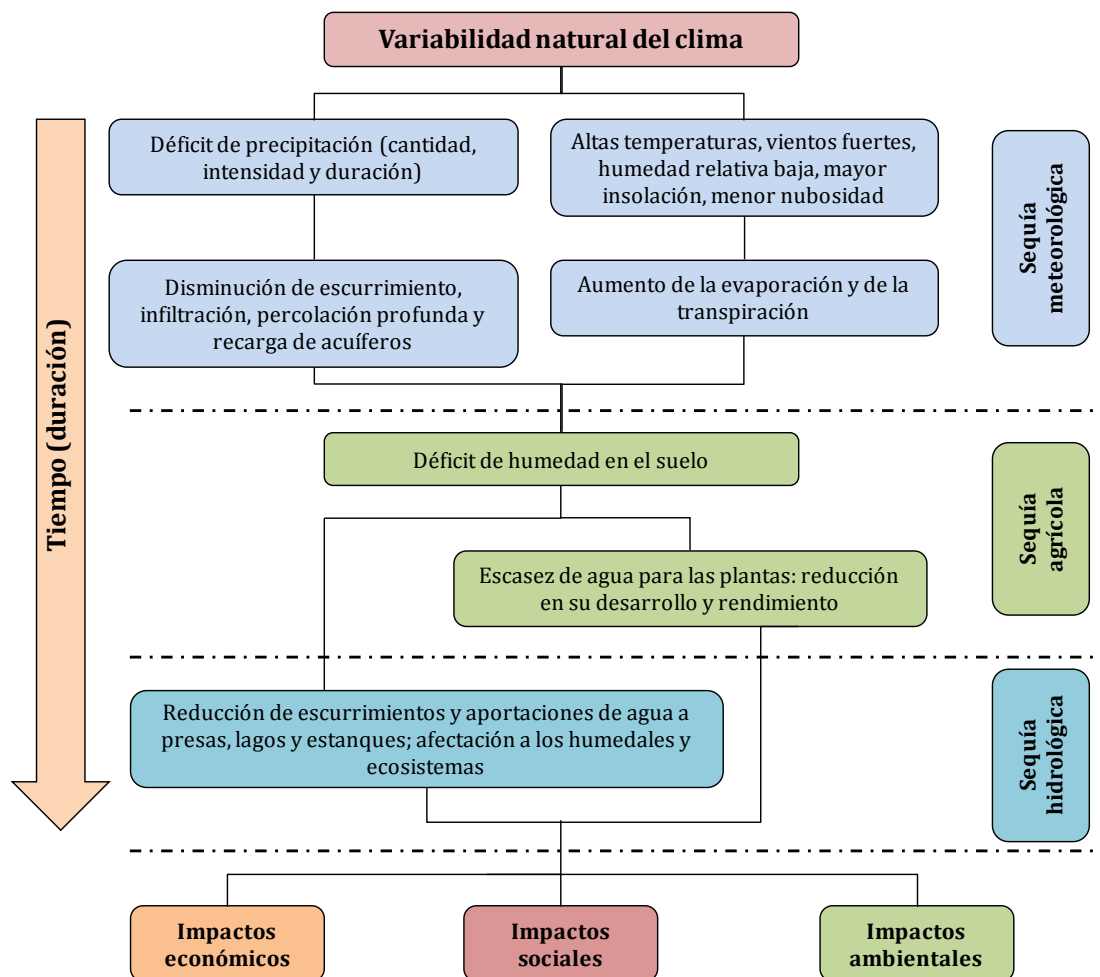 Variabilidad natural del clima
Déficit de precipitación (cantidad,
intensidad y duración)
Altas temperaturas, vientos fuertes,
humedad relativa baja, mayor
insolación, menor nubosidad
Sequía
meteorológica
Disminución de escurrimiento,
infiltración, percolación profunda y
recarga de acuíferos
Aumento de la evaporación y de la
transpiración
Tiempo (duración)
Déficit de humedad en el suelo
Sequía
agrícola
Escasez de agua para las plantas: reducción
en su desarrollo y rendimiento
Reducción de escurrimientos y aportaciones de agua a
presas, lagos y estanques; afectación a los humedales y
ecosistemas
Sequía
hidrológica
Impactos
económicos
Impactos
sociales
Impactos
ambientales